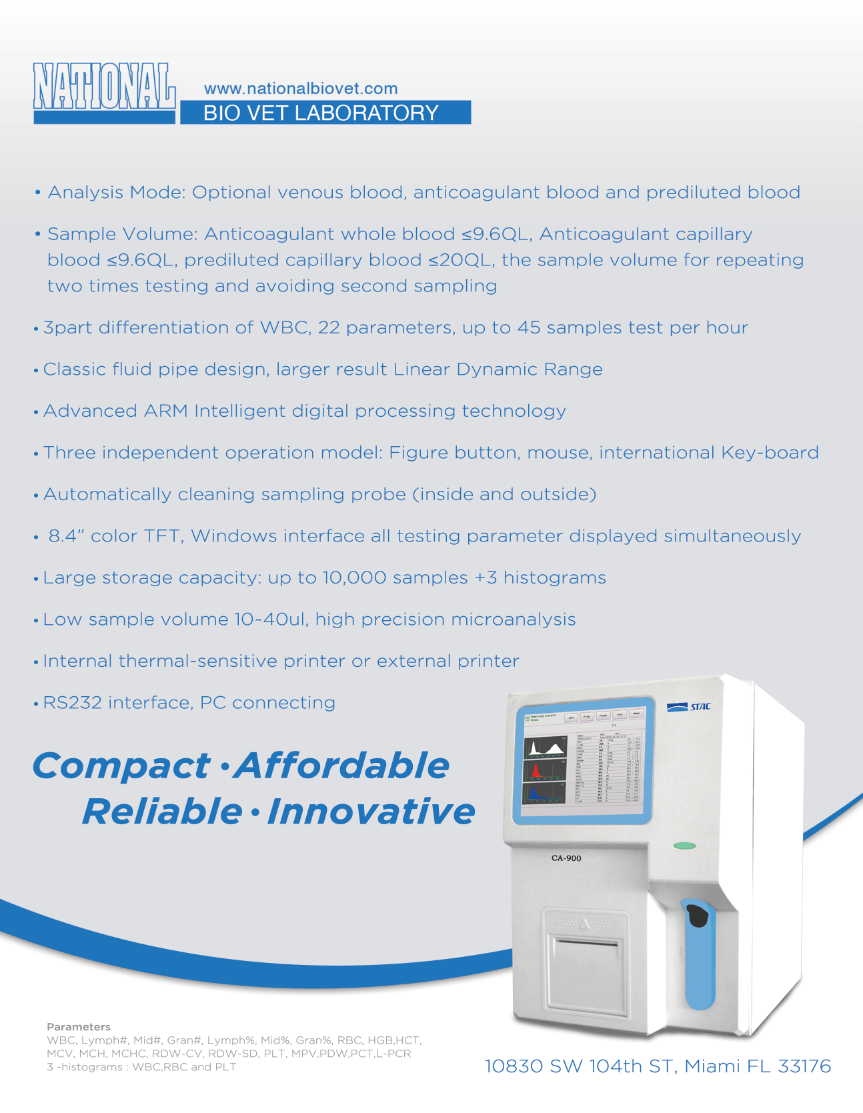 NATIONAL
www.nationalbiovet.com
BIO VET LABORATORY
• Analysis Mode: Optional venous blood, anticoagulant blood and prediluted blood
• Sample Volume: Anticoagulant whole blood ≤9.6QL, Anticoagulant capillary
blood ≤9.6QL, prediluted capillary blood ≤20QL, the sample volume for repeating
two times testing and avoiding second sampling
• 3part differentiation of WBC, 22 parameters, up to 45 samples test per hour
• Classic fluid pipe design, larger result Linear Dynamic Range
• Advanced ARM Intelligent digital processing technology
• Three independent operation model: Figure button, mouse, international Key-board
• Automatically cleaning sampling probe (inside and outside)
• 8.4” color TFT, Windows interface all testing parameter displayed simultaneously
• Large storage capacity: up to 10,000 samples +3 histograms
• Low sample volume 10~40ul, high precision microanalysis
• Internal thermal-sensitive printer or external printer
• RS232 interface, PC connecting
STAC
Compact • Affordable
Reliable • Innovative
CA-900
Parameters
WBC, Lymph#, Mid#, Gran#, Lymph%, Mid%, Gran%, RBC, HGB,HCT,
MCV, MCH, MCHC, RDW-CV, RDW-SD, PLT, MPV,PDW,PCT,L-PCR
3 -histograms : WBC,RBC and PLT
10830 SW 104th ST, Miami FL 33176